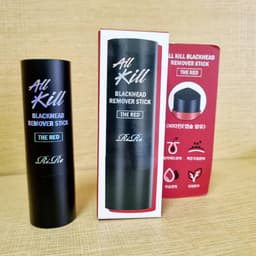 All
Kill
BLACKHEAD
REMOVER STICK
THE RED
RiRe
All
Kill
BLACKHEAD
REMOVER STICK
THE RED
RiRe
ALL KILL BLACKHEAD
REMOVER STICK
THE RED